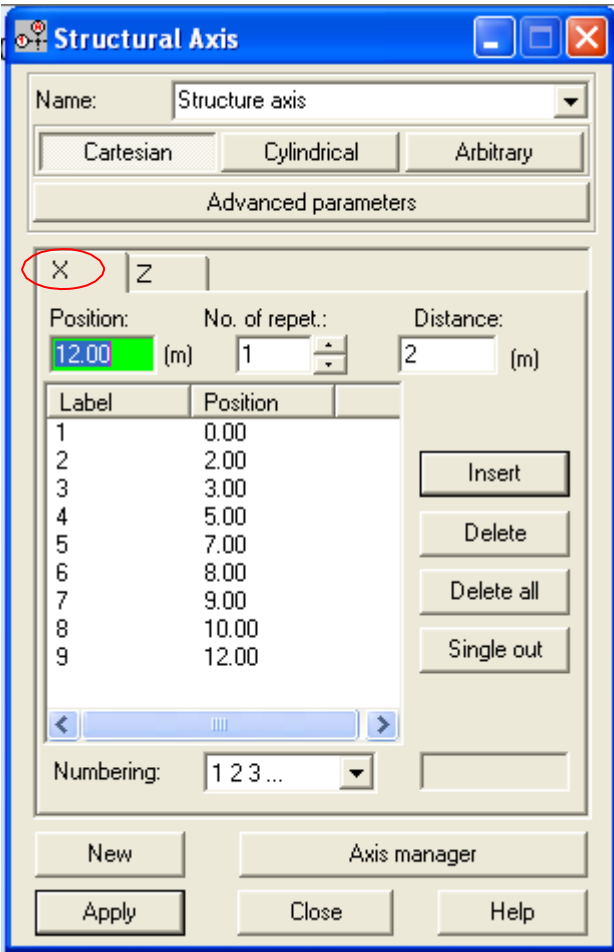 Structural Axis
Name: Structure axis
Cartesian Cylindrical Arbitrary
Advanced parameters
X Z
Position: No. of repet.: Distance:
12.00 (m) 1 2 (m)
Label Position
1 0.00
2 2.00
3 3.00
4 5.00
5 7.00
6 8.00
7 9.00
8 10.00
9 12.00
Insert
Delete
Delete all
Single out
Numbering: 1 2 3 ...
New Axis manager
Apply Close Help